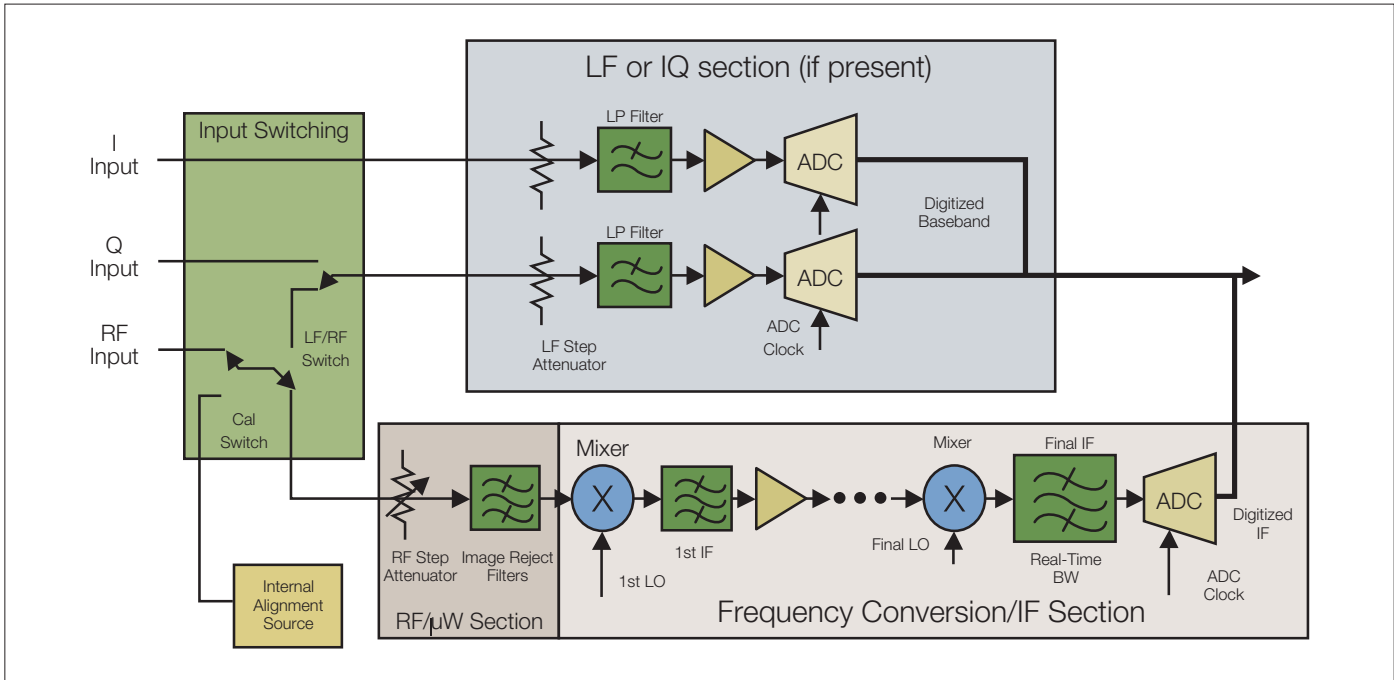 LF or IQ section (if present)
Input Switching
I
Input
LP Filter
ADC
Digitized
Baseband
Q
Input
LP Filter
ADC
RF
Input
LF/RF
Switch
LF Step
Attenuator
ADC
Clock
Cal
Switch
Mixer
Mixer
Final IF
X
X
ADC
1st IF
Final LO
Digitized
IF
RF Step
Attenuator
Image Reject
Filters
1st LO
Real-Time
BW
ADC
Clock
Internal
Alignment
Source
RF/µW Section
Frequency Conversion/IF Section